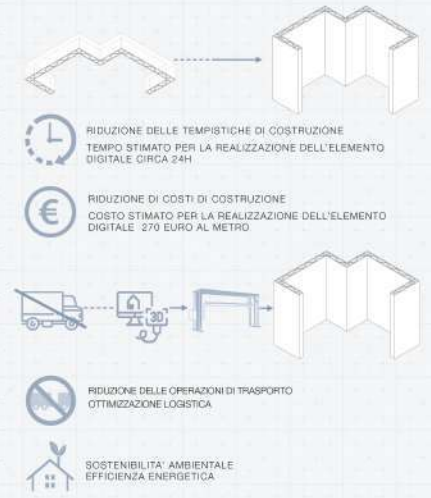 RIDUZIONE DELLE TEMPISTICHE DI COSTRUZIONE
TEMPO STIMATO PER LA REALIZZAZIONE DELL'ELEMENTO
DIGITALE CIRCA 24H
€
RIDUZIONE DI COSTI DI COSTRUZIONE
COSTO STIMATO PER LA REALIZZAZIONE DELL'ELEMENTO
DIGITALE 270 EURO AL METRO
3D
RIDUZIONE DELLE OPERAZIONI DI TRASPORTO
OTTIMIZZAZIONE LOGISTICA
SOSTENIBILITA' AMBIENTALE
EFFICIENZA ENERGETICA